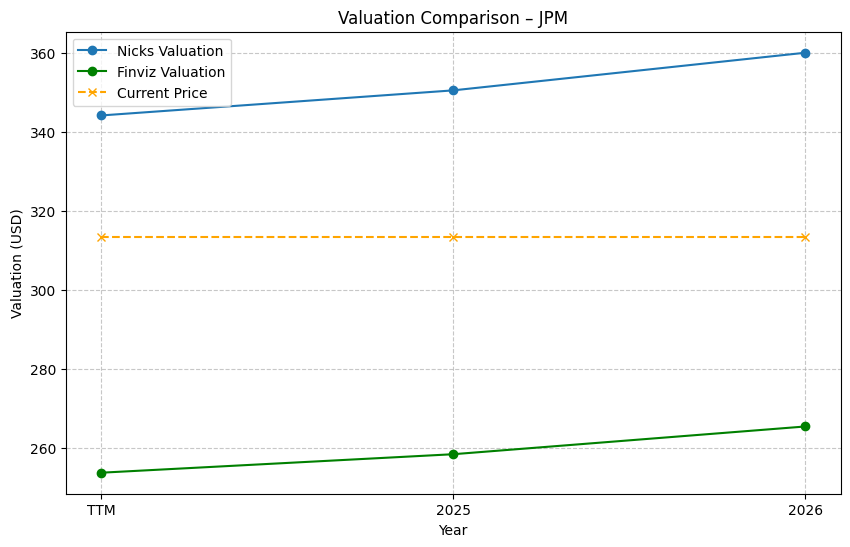 Valuation Comparison – JPM
Nicks Valuation
Finviz Valuation
Current Price
Valuation (USD)
360
340
320
300
280
260
TTM
2025
2026
Year